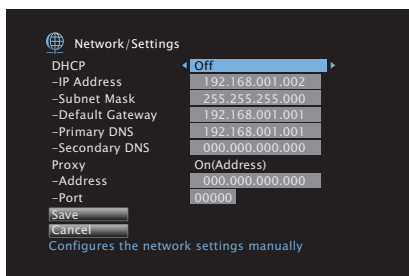 Network/Settings
DHCP Off
-IP Address 192.168.001.002
-Subnet Mask 255.255.255.000
-Default Gateway 192.168.001.001
-Primary DNS 192.168.001.001
-Secondary DNS 000.000.000.000
Proxy On(Address)
-Address 000.000.000.000
-Port 00000
Save
Cancel
Configures the network settings manually